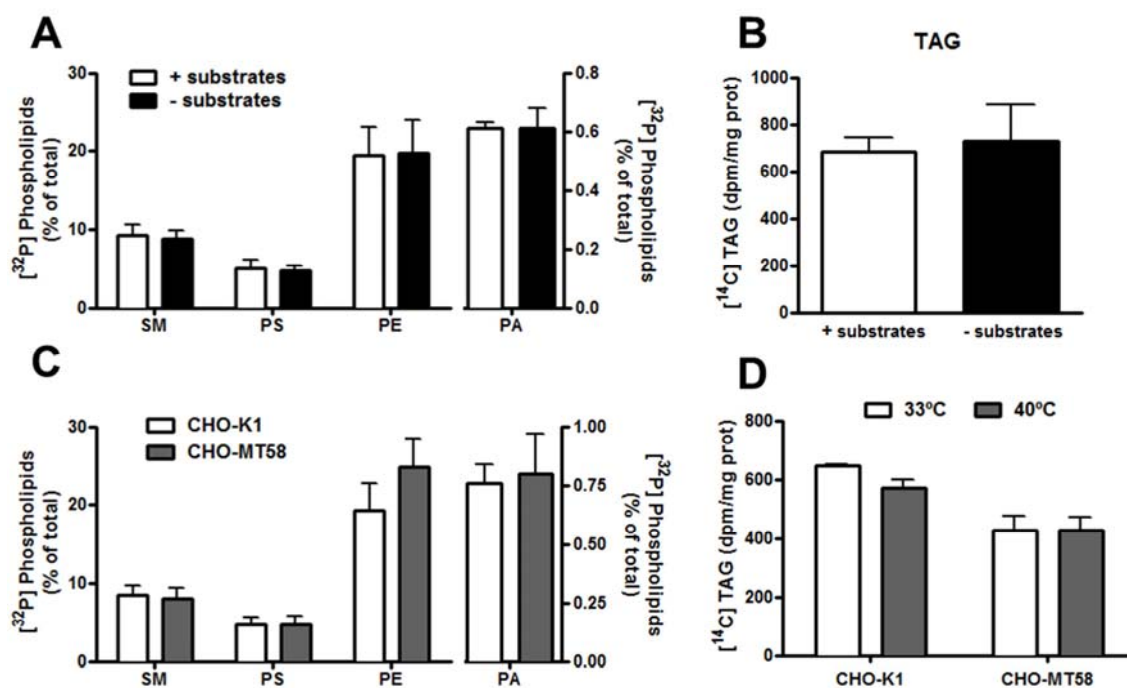 A
+ substrates
- substrates
[³²P] Phospholipids
(% of total)
30
20
10
0
SM
PS
PE
PA
0.8
0.6
0.4
0.2
0.0
[³²P] Phospholipids
(% of total)
B
TAG
[¹⁴C] TAG (dpm/mg prot)
1000
800
600
400
200
0
+ substrates
- substrates
C
CHO-K1
CHO-MT58
[³²P] Phospholipids
(% of total)
30
20
10
0
SM
PS
PE
PA
1.00
0.75
0.50
0.25
0.00
[³²P] Phospholipids
(% of total)
D
33ºC
40ºC
[¹⁴C] TAG (dpm/mg prot)
800
600
400
200
0
CHO-K1
CHO-MT58